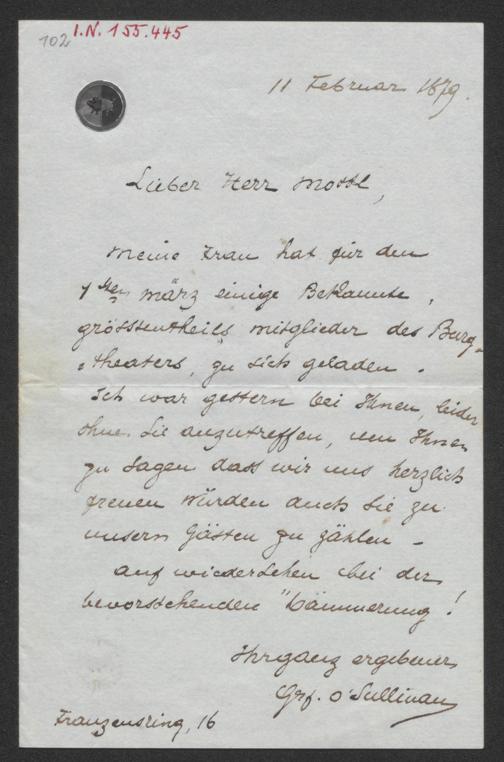 102 I.N. 155.445
11 Februar 1879.
Lieber Herr Mottl,
Meine Frau hat für den
1ten März einige Bekannte,
grösstentheils Mitglieder des Burg-
-theaters, zu sich geladen.
Ich war gestern bei Ihnen, leider
ohne Sie anzutreffen, um Ihnen
zu sagen dass wir uns herzlich
freuen würden auch Sie zu
unsern Gästen zu zählen –
auf wiedersehen bei der
bevorstehenden "Dämmerung!
Ihr ganz ergebener
Grf. O'Sullivan
Franzensring, 16